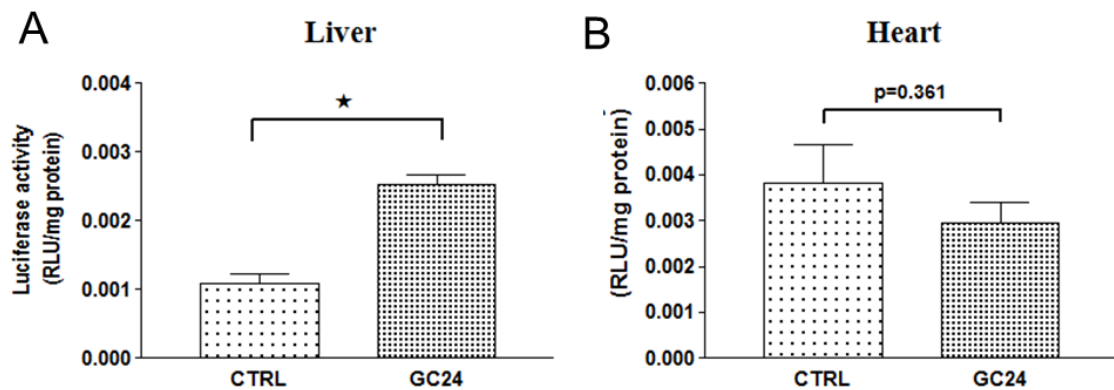 A
Liver
Luciferase activity
(RLU/mg protein)
0.004
0.003
0.002
0.001
0.000
★
CTRL
GC24
B
Heart
(RLU/mg protein)
0.006
0.005
0.004
0.003
0.002
0.001
0.000
p=0.361
CTRL
GC24